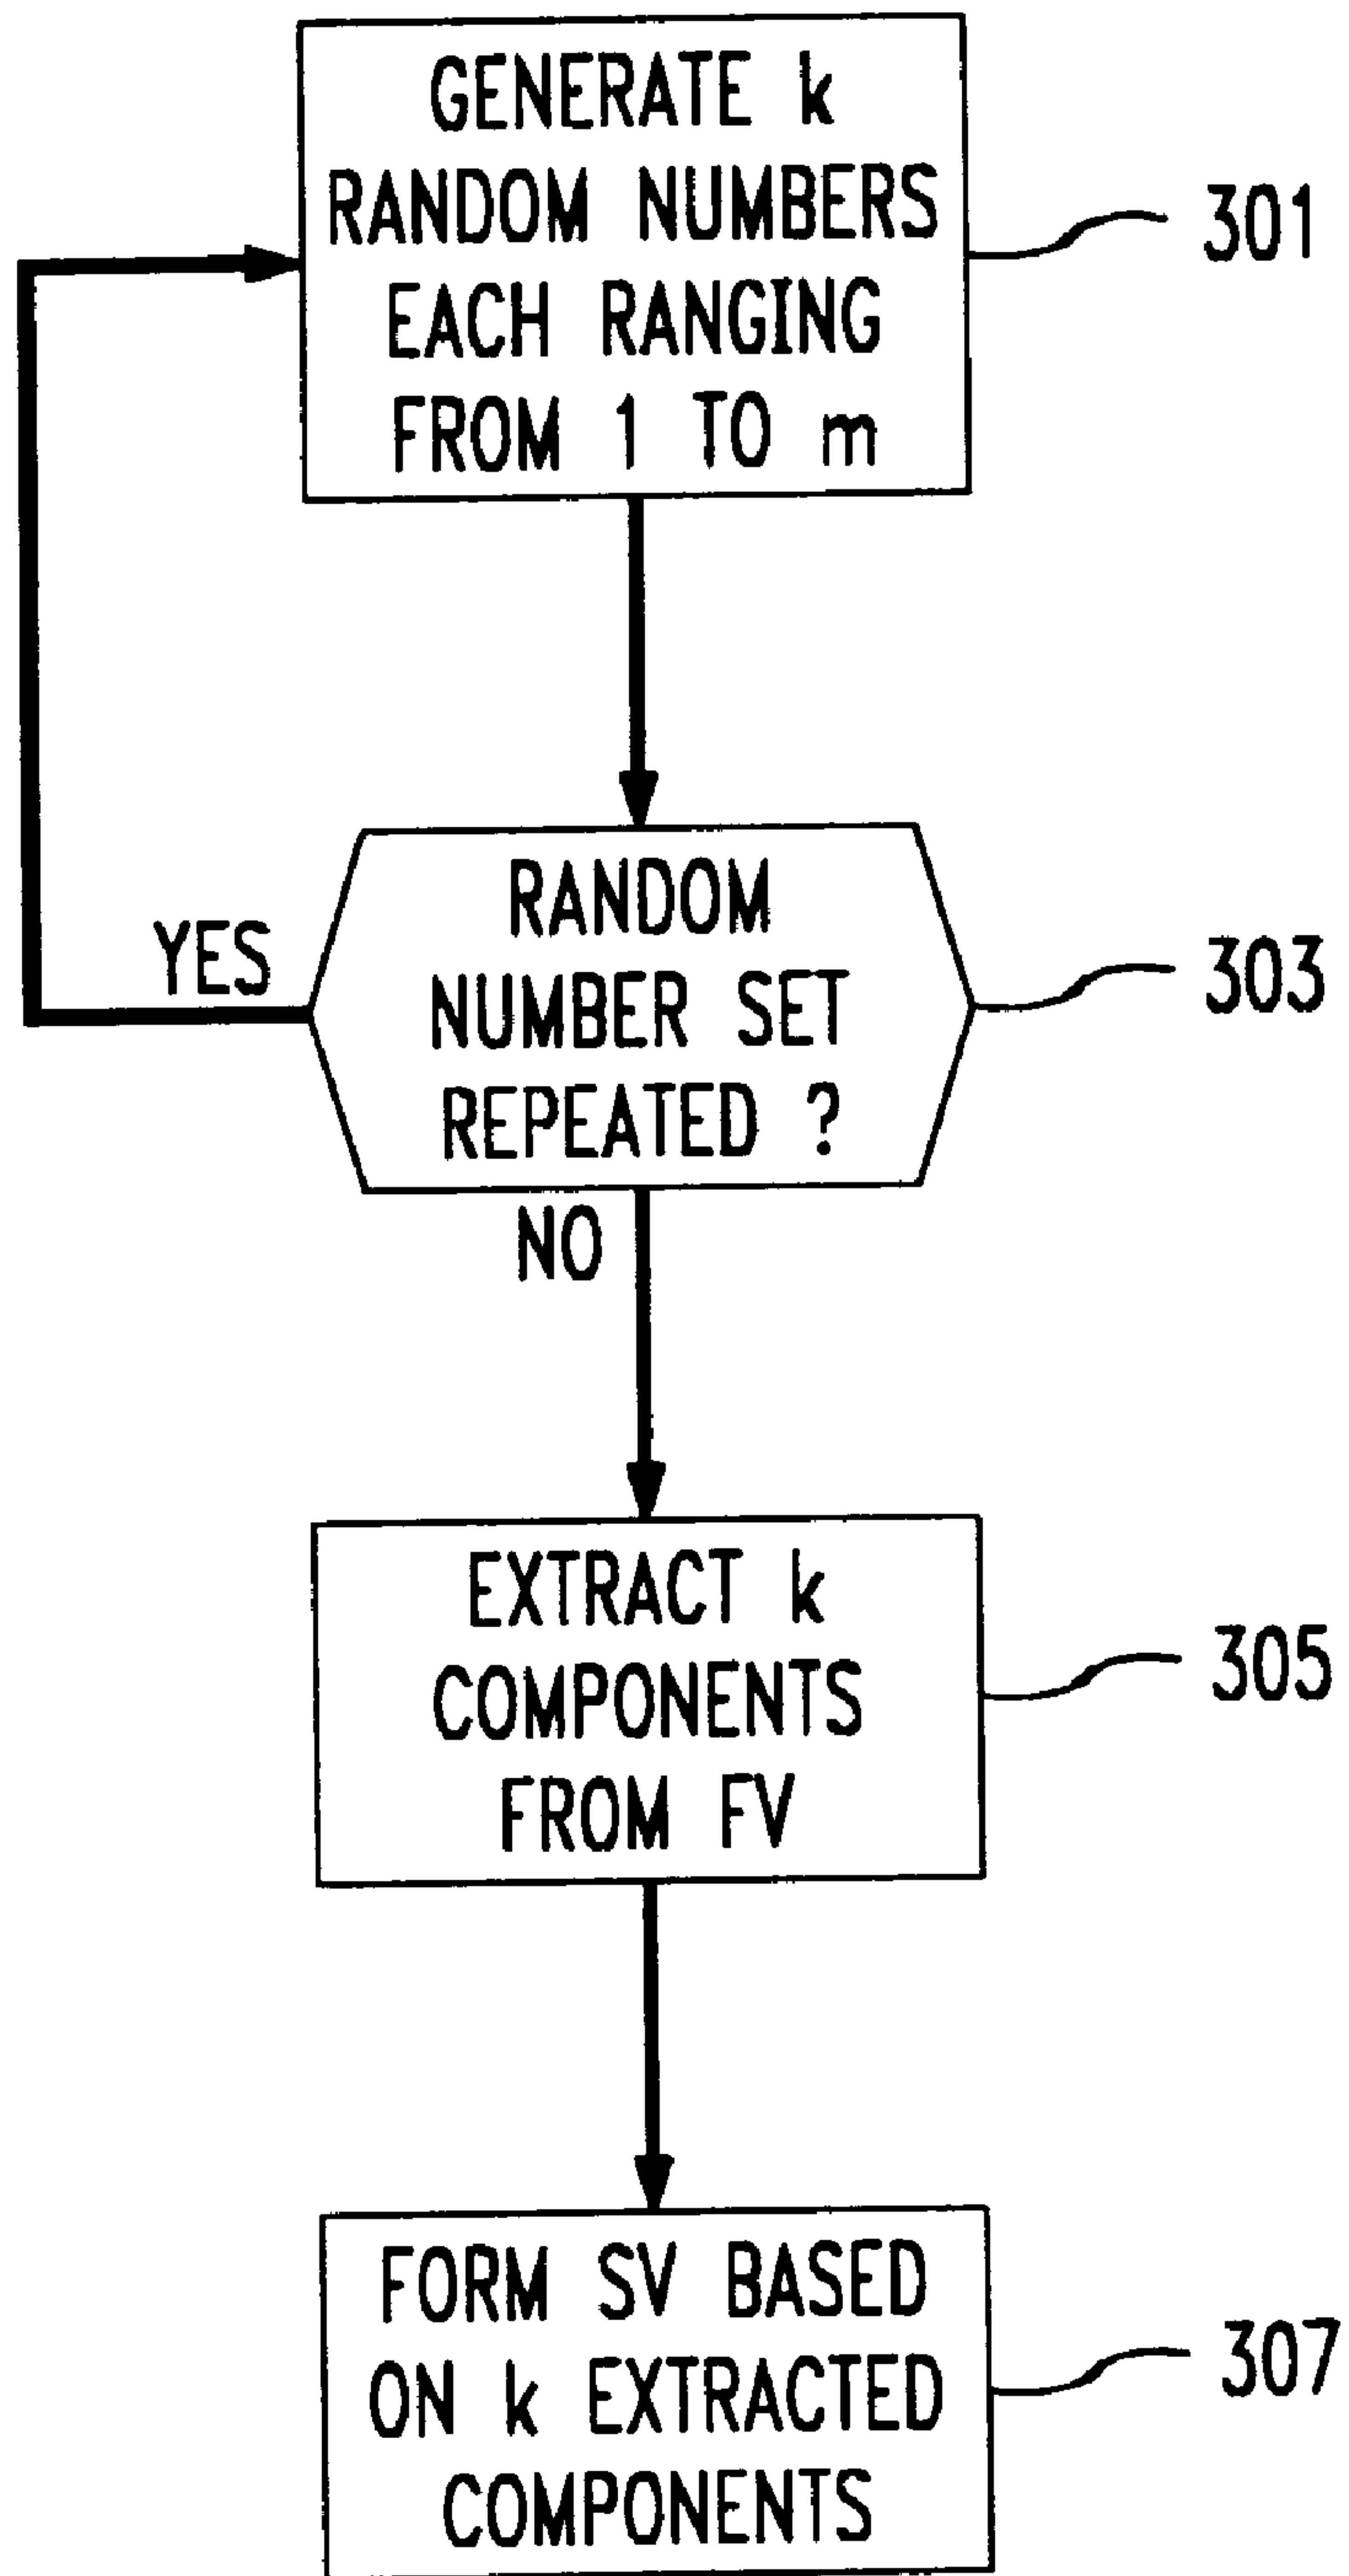 GENERATE k
RANDOM NUMBERS
EACH RANGING
FROM 1 TO m
301
RANDOM
NUMBER SET
REPEATED ?
303
YES
NO
EXTRACT k
COMPONENTS
FROM FV
305
FORM SV BASED
ON k EXTRACTED
COMPONENTS
307